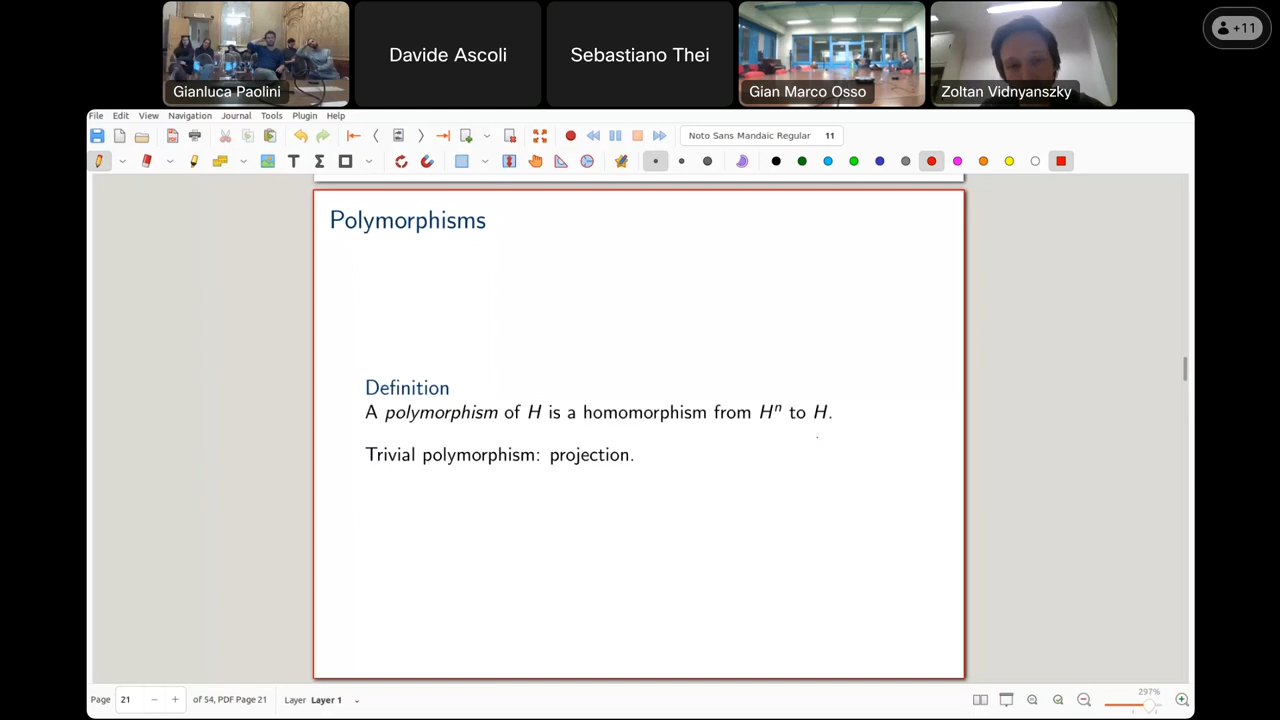 Gianluca Paolini
Davide Ascoli
Sebastiano Thei
Gian Marco Osso
Zoltan Vidnyanszky
+11
File Edit View Navigation Journal Tools Plugin Help
Noto Sans Mandaic Regular 11
Polymorphisms
Definition
A polymorphism of H is a homomorphism from Hⁿ to H.
Trivial polymorphism: projection.
Page 21 of 54, PDF Page 21 Layer Layer 1
297%